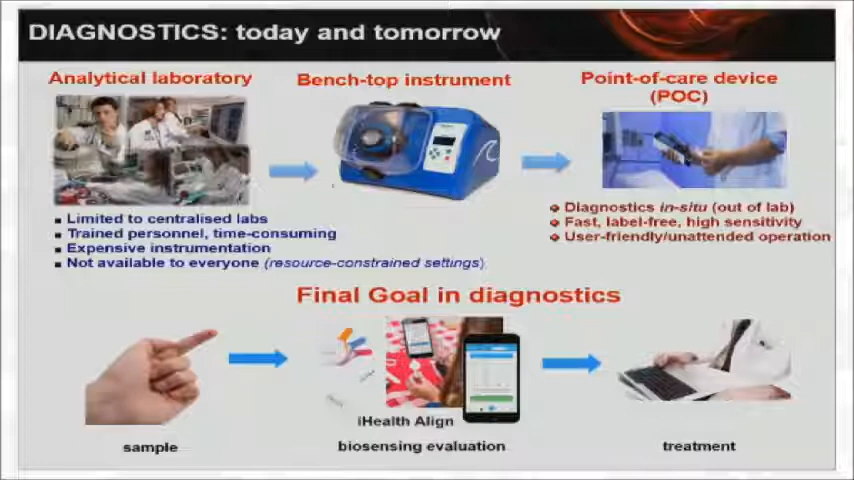 DIAGNOSTICS: today and tomorrow
Analytical laboratory
Bench-top instrument
Point-of-care device
(POC)
Limited to centralised labs
Trained personnel, time-consuming
Expensive instrumentation
Not available to everyone (resource-constrained settings)
Diagnostics in-situ (out of lab)
Fast, label-free, high sensitivity
User-friendly/unattended operation
Final Goal in diagnostics
iHealth Align
sample
biosensing evaluation
treatment